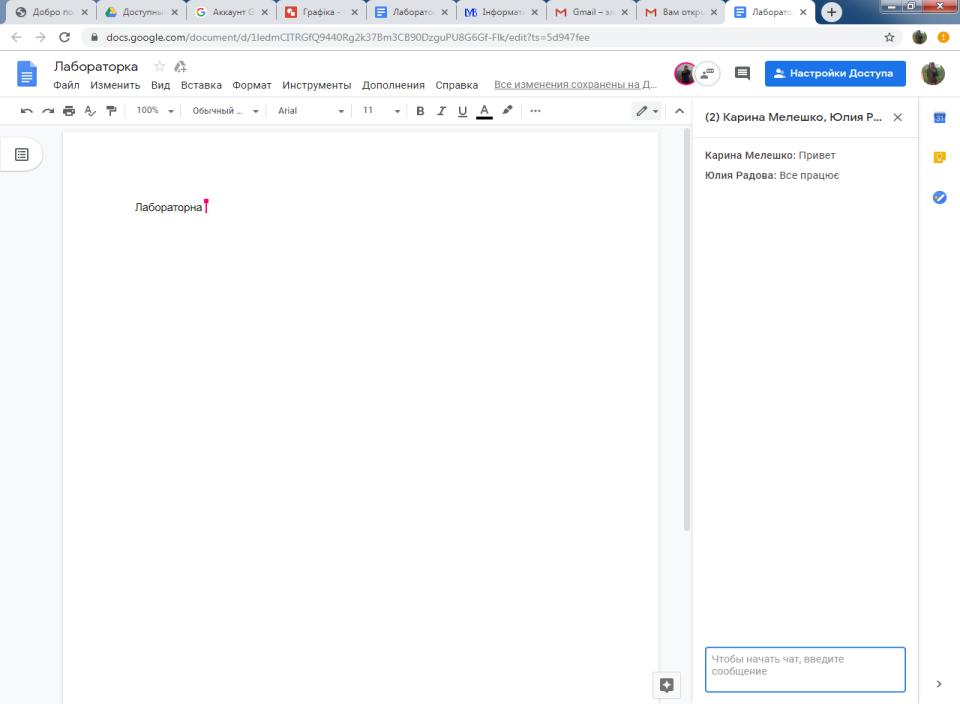 Добро по
Доступны
Аккаунт G
Графіка -
Лаборато
Інформат
Gmail – эл
Вам откры
Лаборато
docs.google.com/document/d/1ledmCITRGfQ9440Rg2k37Bm3CB90DzguPU8G6Gf-Flk/edit?ts=5d947fee
Лабораторка
Файл Изменить Вид Вставка Формат Инструменты Дополнения Справка Все изменения сохранены на Д...
Настройки Доступа
100% Обычный ... Arial 11 B I U A
(2) Карина Мелешко, Юлия Р...
Карина Мелешко: Привет
Юлия Радова: Все працює
31
Лабораторна
Чтобы начать чат, введите
сообщение